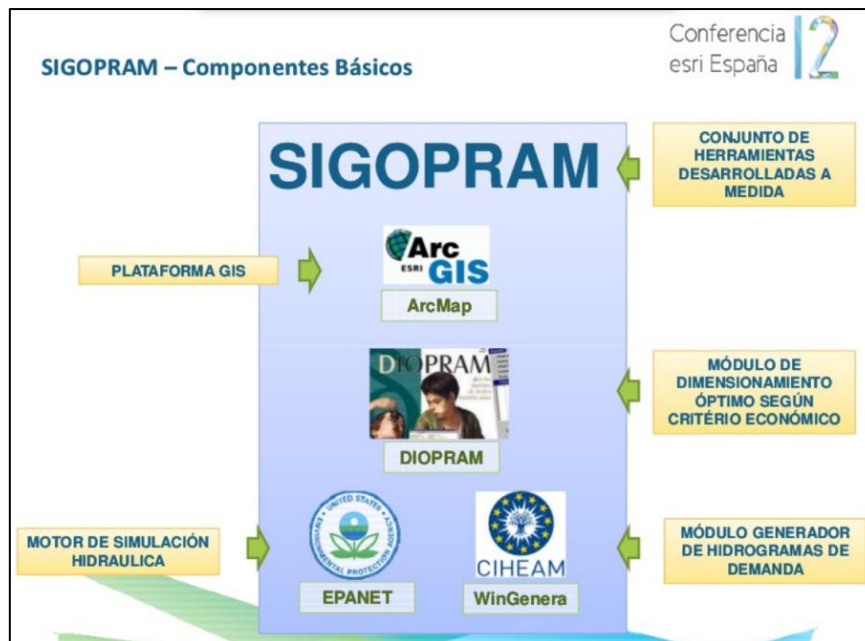 Conferencia
esri España 12
SIGOPRAM – Componentes Básicos
SIGOPRAM
CONJUNTO DE
HERRAMIENTAS
DESARROLLADAS A
MEDIDA
PLATAFORMA GIS
Arc
ESRI GIS
ArcMap
DIOPRAM
DIOPRAM
MÓDULO DE
DIMENSIONAMIENTO
ÓPTIMO SEGÚN
CRITÉRIO ECONÓMICO
MOTOR DE SIMULACIÓN
HIDRAULICA
UNITED STATES
ENVIRONMENTAL PROTECTION AGENCY
EPANET
CIHEAM
WinGenera
MÓDULO GENERADOR
DE HIDROGRAMAS DE
DEMANDA